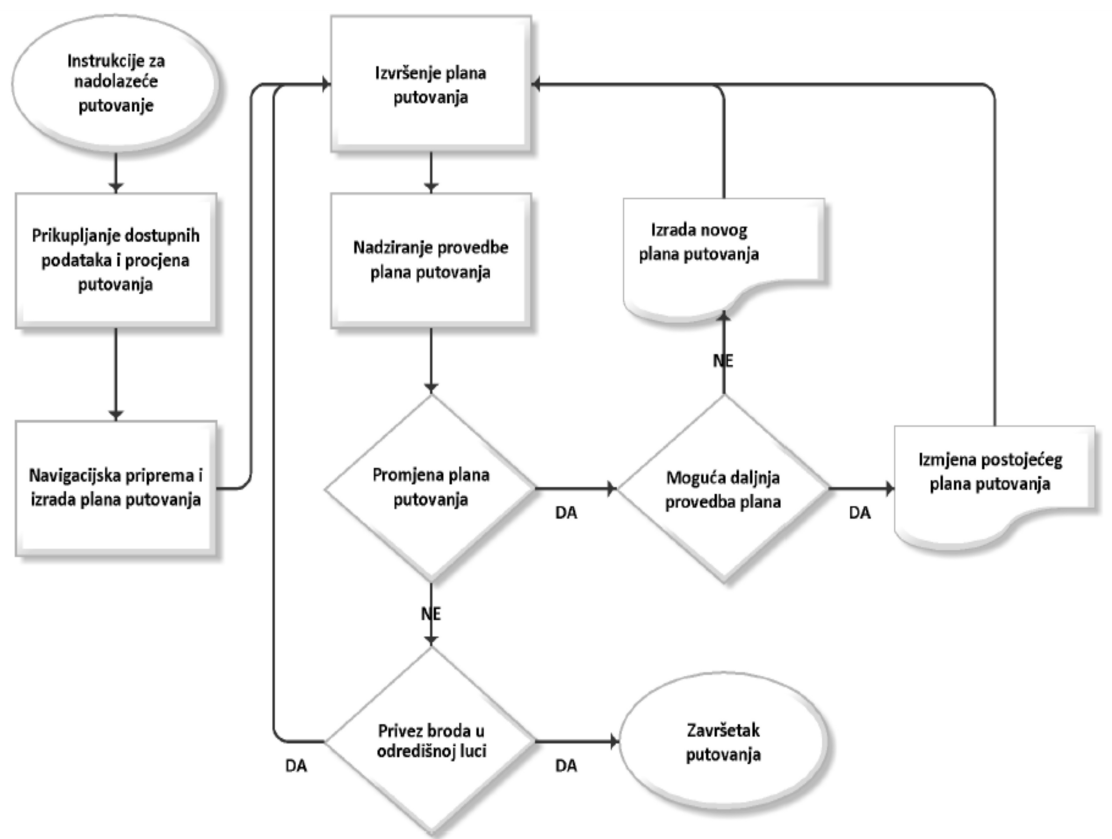 Instrukcije za
nadolazeće
putovanje
Izvršenje plana
putovanja
Prikupljanje dostupnih
podataka i procjena
putovanja
Nadziranje provedbe
plana putovanja
Izrada novog
plana putovanja
NE
Navigacijska priprema i
izrada plana putovanja
Promjena plana
putovanja
DA
Moguća daljnja
provedba plana
DA
Izmjena postojećeg
plana putovanja
NE
Privez broda u
odredišnoj luci
DA
DA
Završetak
putovanja